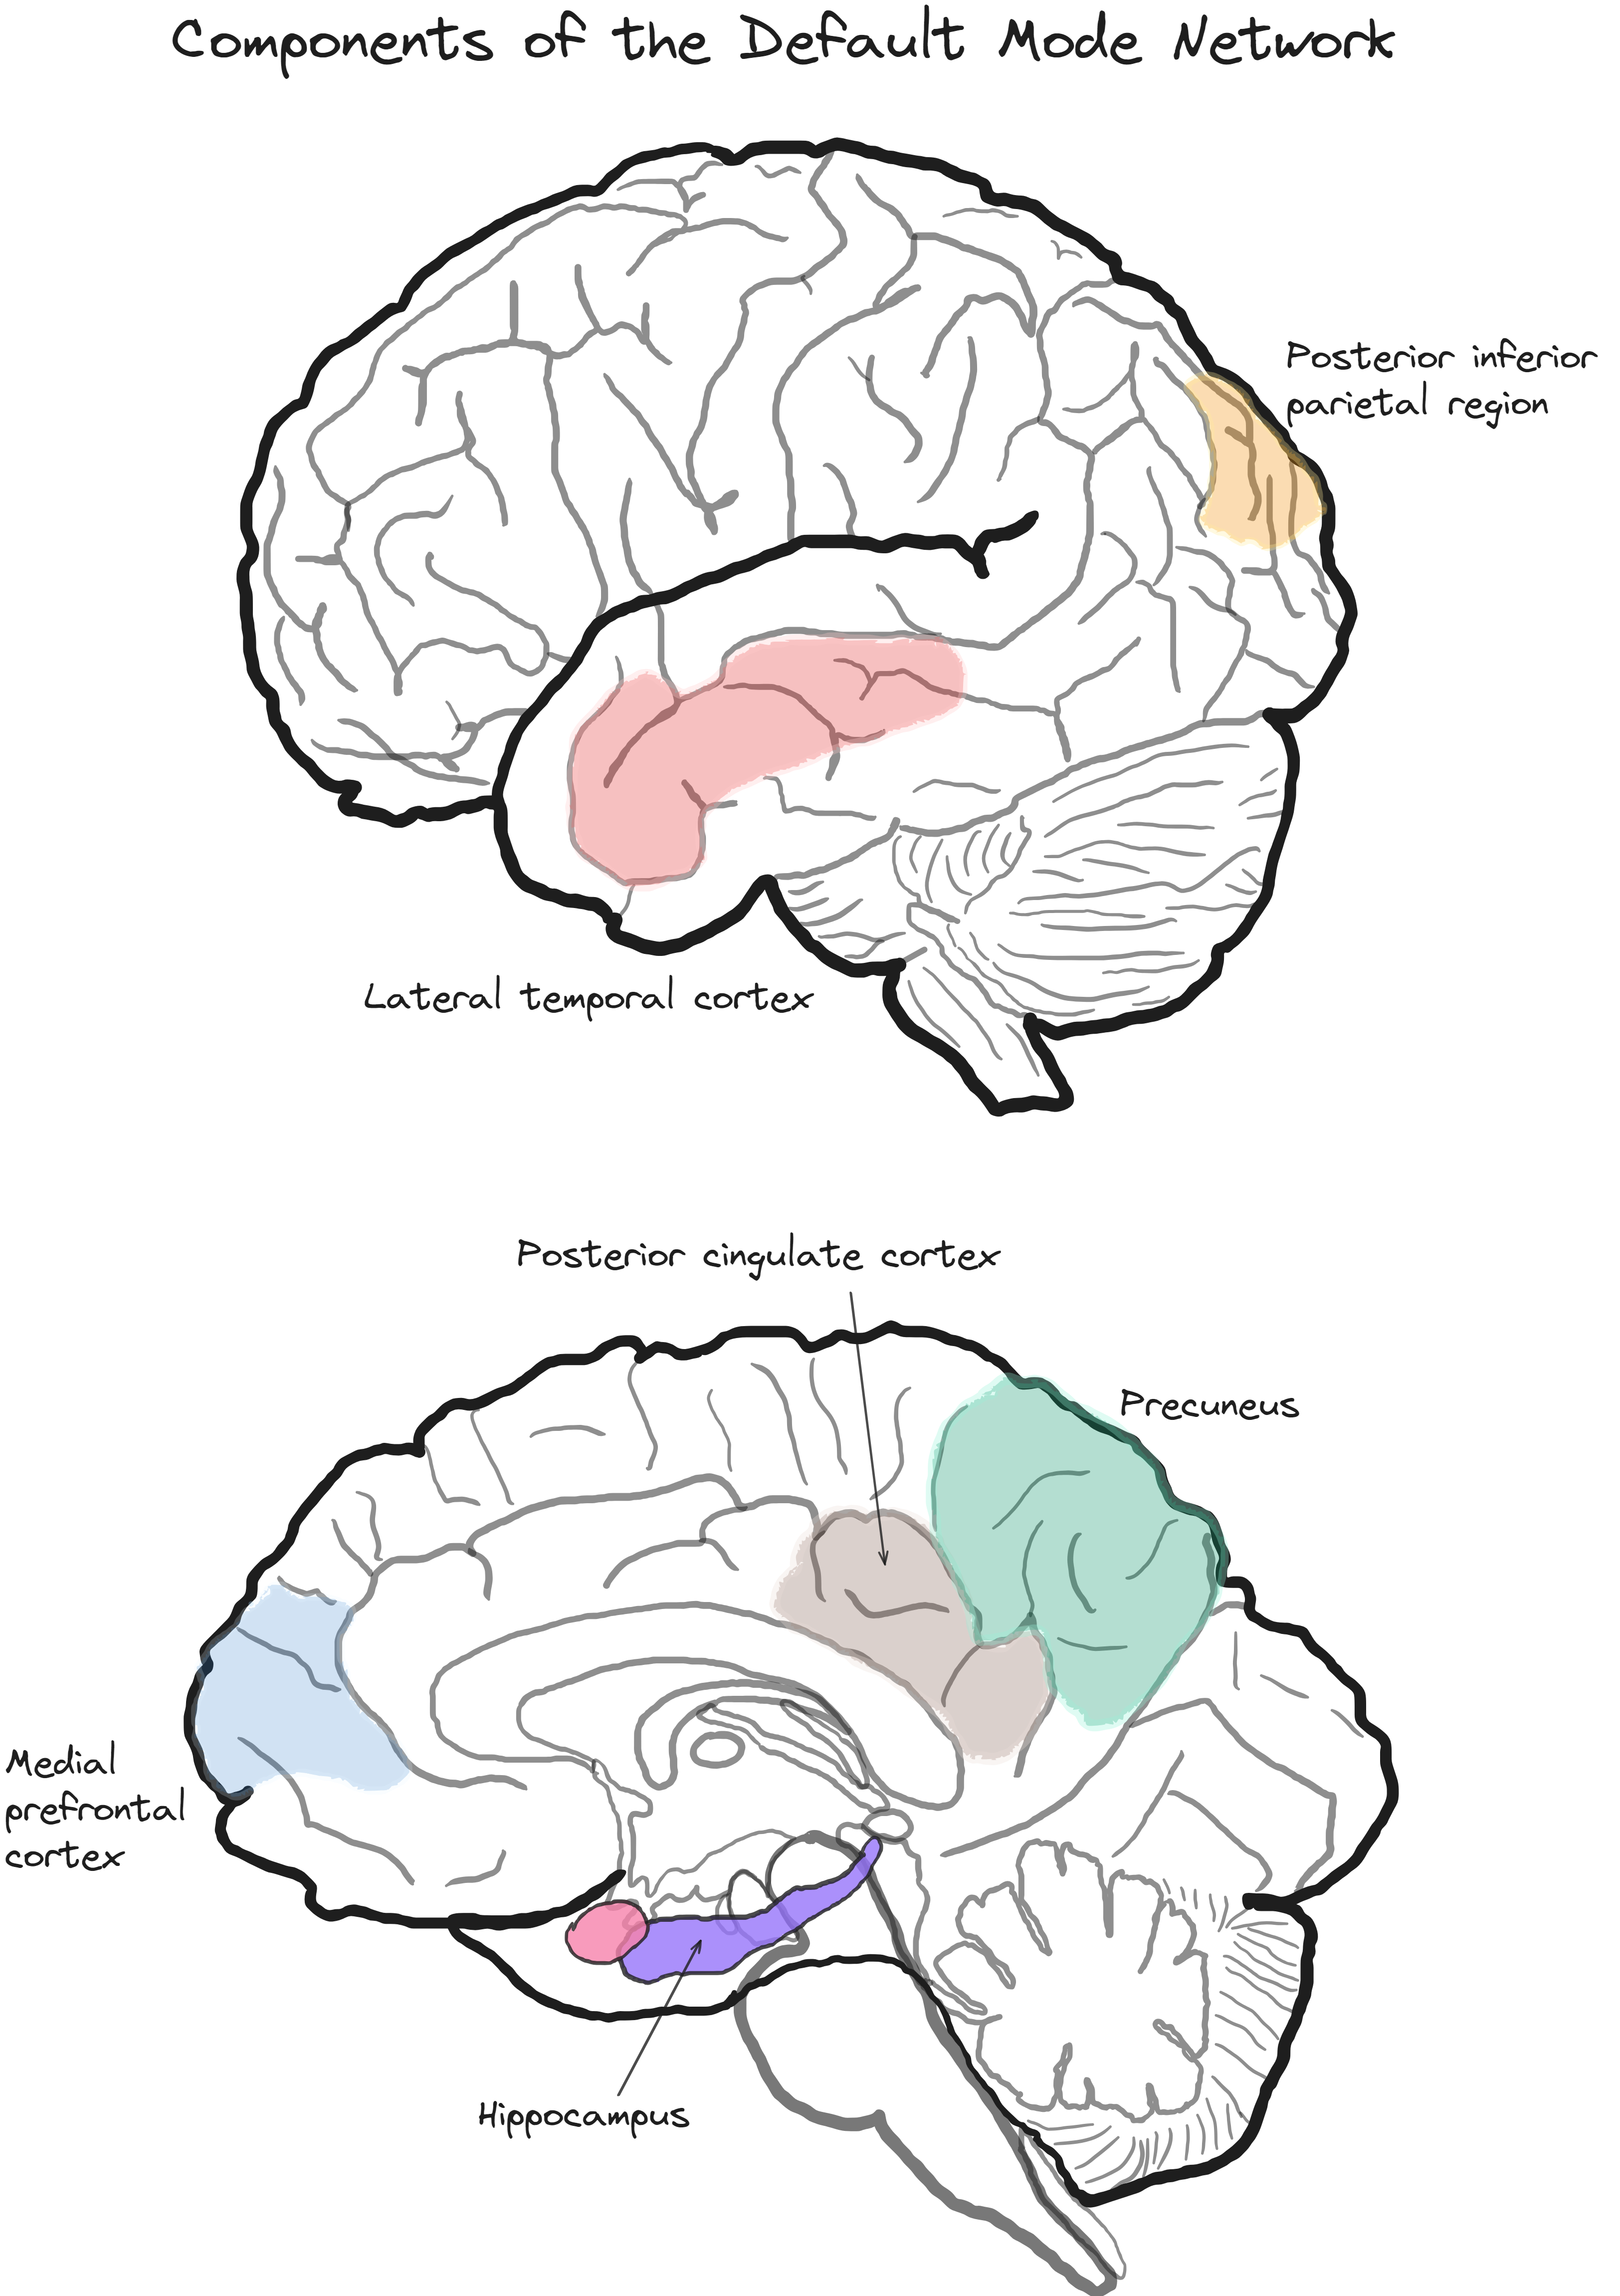 Components of the Default Mode Network
Posterior inferior
parietal region
Lateral temporal cortex
Posterior cingulate cortex
Precuneus
Medial
prefrontal
cortex
Hippocampus